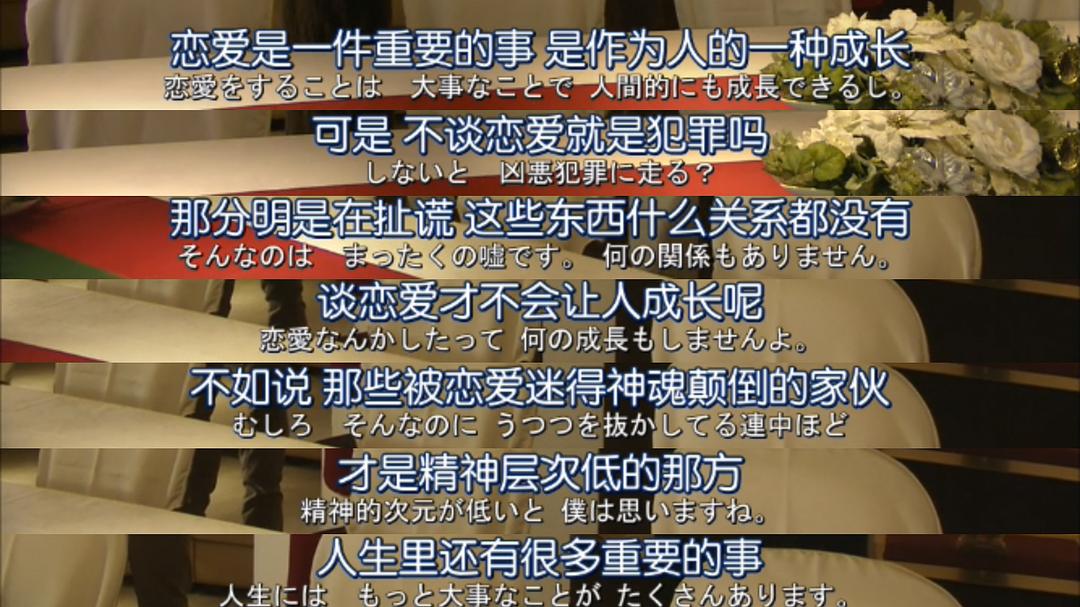 恋爱是一件重要的事 是作为人的一种成长
恋愛をすることは 大事なことで 人間的にも成長できるし。
可是 不谈恋爱就是犯罪吗
しないと 凶悪犯罪に走る？
那分明是在扯谎 这些东西什么关系都没有
そんなのは まったくの嘘です。 何の関係もありません。
谈恋爱才不会让人成长呢
恋愛なんかしたって 何の成長もしませんよ。
不如说 那些被恋爱迷得神魂颠倒的家伙
むしろ そんなのに うつつを抜かしてる連中ほど
才是精神层次低的那方
精神的次元が低いと 僕は思いますね。
人生里还有很多重要的事
人生には もっと大事なことが たくさんあります。